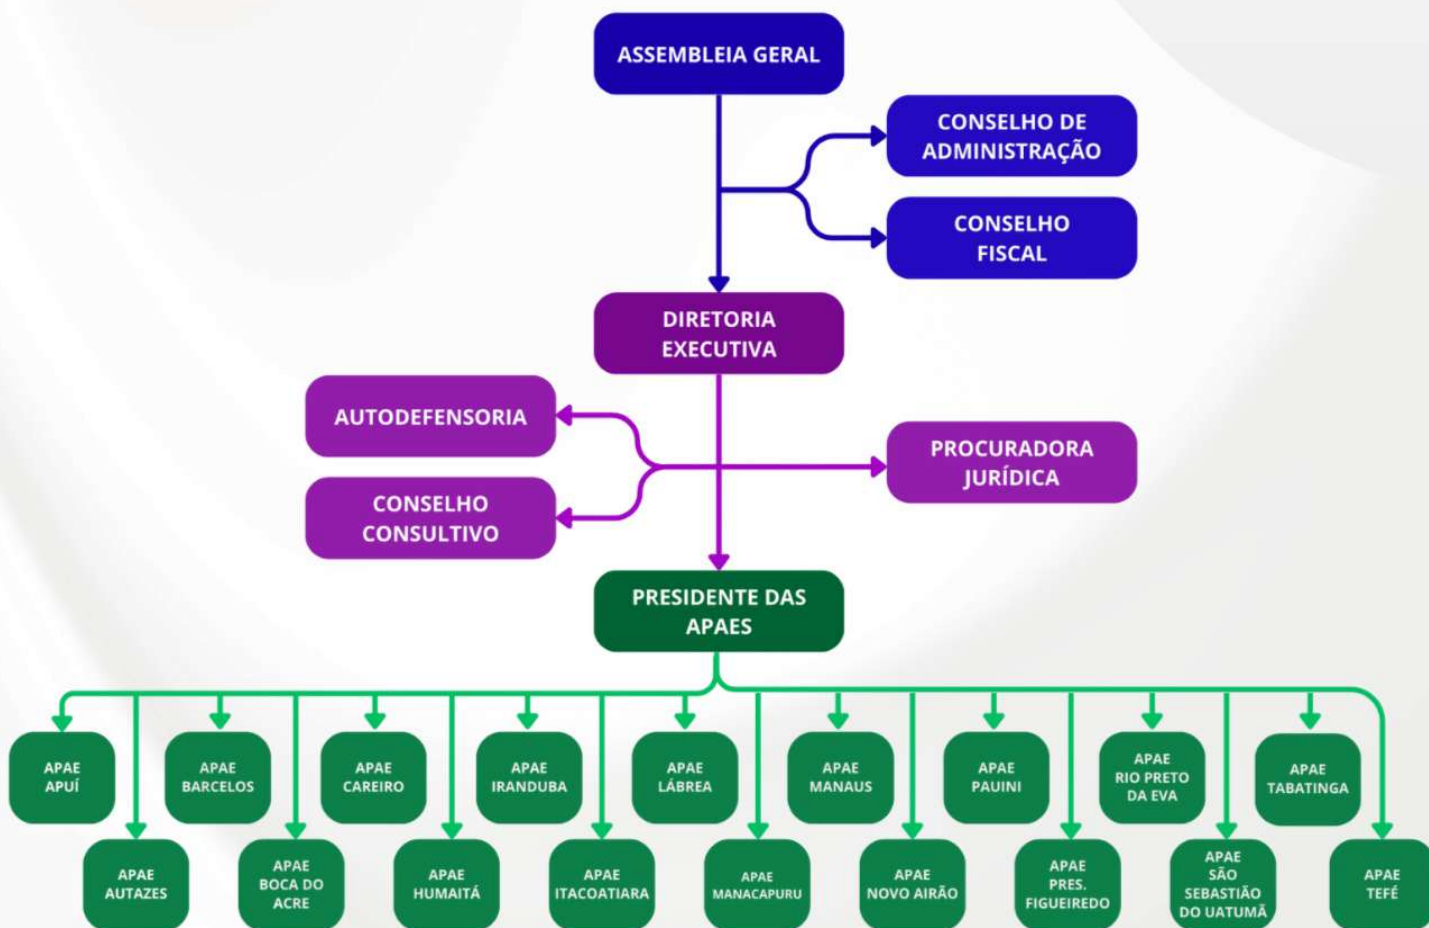 ASSEMBLEIA GERAL
CONSELHO DE
ADMINISTRAÇÃO
CONSELHO
FISCAL
DIRETORIA
EXECUTIVA
AUTODEFENSORIA
CONSELHO
CONSULTIVO
PROCURADORA
JURÍDICA
PRESIDENTE DAS
APAES
APAE
APUÍ
APAE
BARCELOS
APAE
CAREIRO
APAE
IRANDUBA
APAE
LÁBREA
APAE
MANAUS
APAE
PAUINI
APAE
RIO PRETO
DA EVA
APAE
TABATINGA
APAE
AUTAZES
APAE
BOCA DO
ACRE
APAE
HUMAITÁ
APAE
ITACOATIARA
APAE
MANACAPURU
APAE
NOVO AIRÃO
APAE
PRES.
FIGUEIREDO
APAE
SÃO
SEBASTIÃO
DO UATUMÃ
APAE
TEFÉ